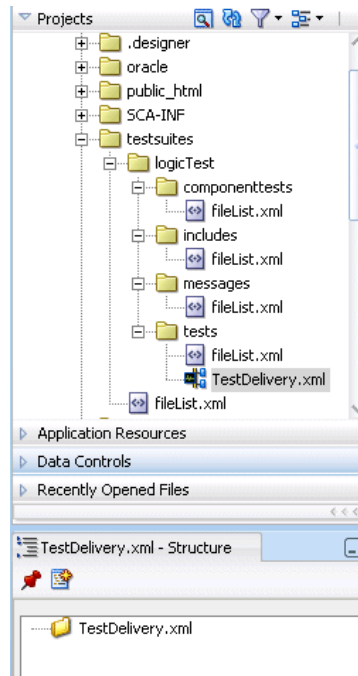 Projects
.designer
oracle
public_html
SCA-INF
testsuites
logicTest
componenttests
fileList.xml
includes
fileList.xml
messages
fileList.xml
tests
fileList.xml
TestDelivery.xml
fileList.xml
Application Resources
Data Controls
Recently Opened Files
TestDelivery.xml - Structure
TestDelivery.xml